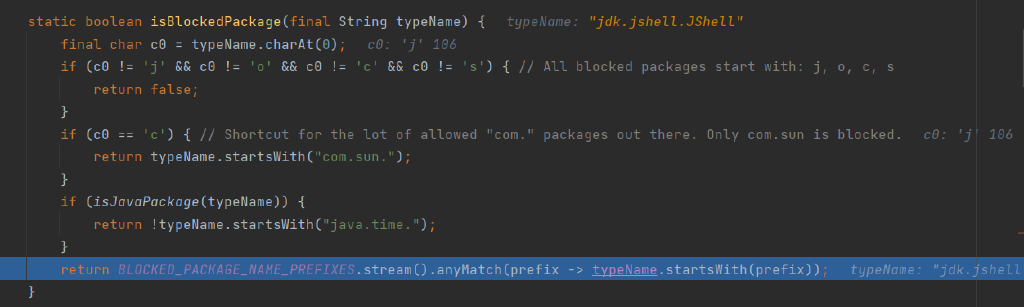 static boolean isBlockedPackage(final String typeName) {   typeName: "jdk.jshell.JShell"
    final char c0 = typeName.charAt(0);   c0: 'j' 106
    if (c0 != 'j' && c0 != 'o' && c0 != 'c' && c0 != 's') { // All blocked packages start with: j, o, c, s
        return false;
    }
    if (c0 == 'c') { // Shortcut for the lot of allowed "com." packages out there. Only com.sun is blocked.   c0: 'j' 106
        return typeName.startsWith("com.sun.");
    }
    if (isJavaPackage(typeName)) {
        return !typeName.startsWith("java.time.");
    }
    return BLOCKED_PACKAGE_NAME_PREFIXES.stream().anyMatch(prefix -> typeName.startsWith(prefix));   typeName: "jdk.jshell
}